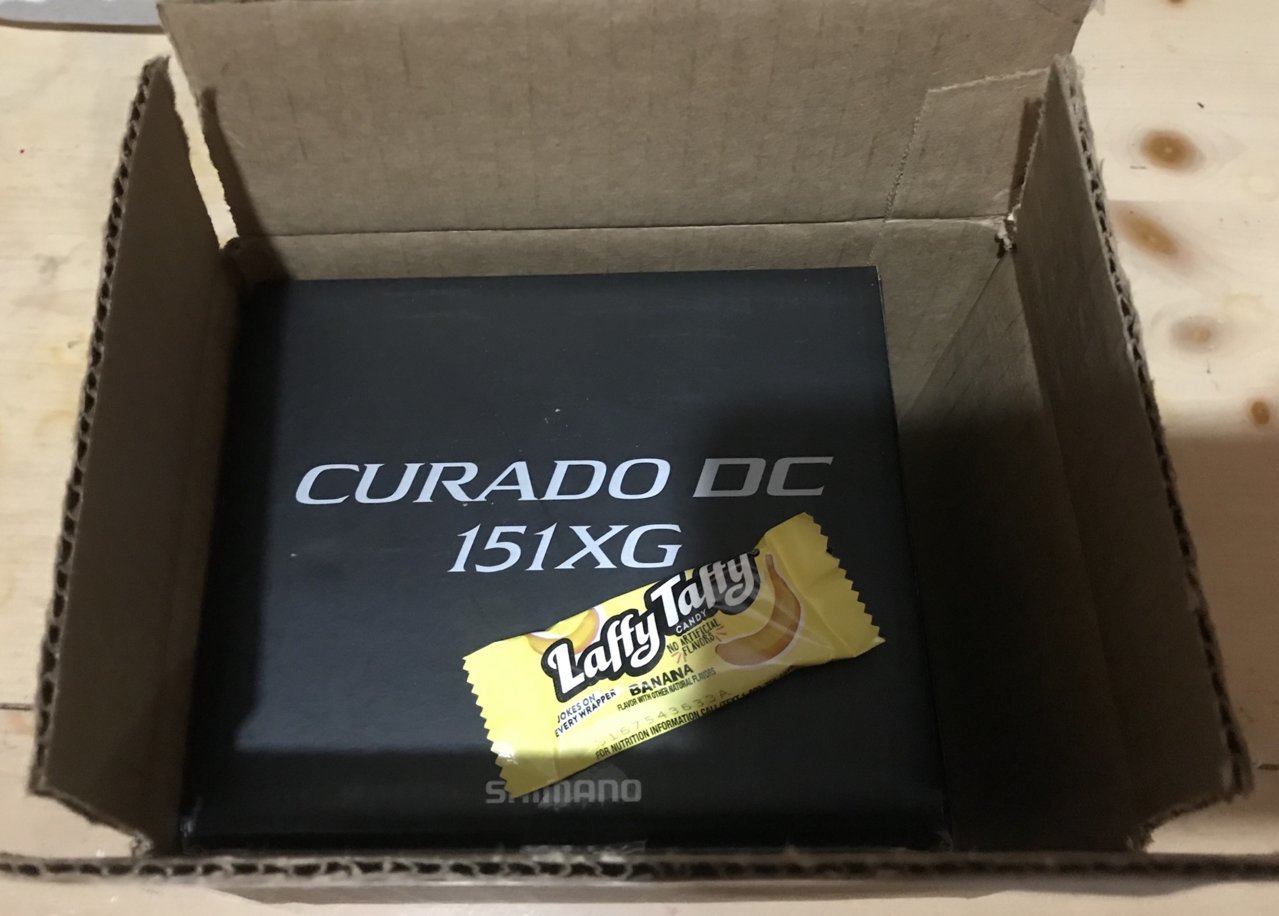 CURADO DC
151XG
Laffy Taffy
CANDY
NO ARTIFICIAL
FLAVORS
JOKES ON
EVERY WRAPPER
BANANA
FLAVOR WITH OTHER NATURAL FLAVORS
FOR NUTRITION INFORMATION CALL
SHIMANO